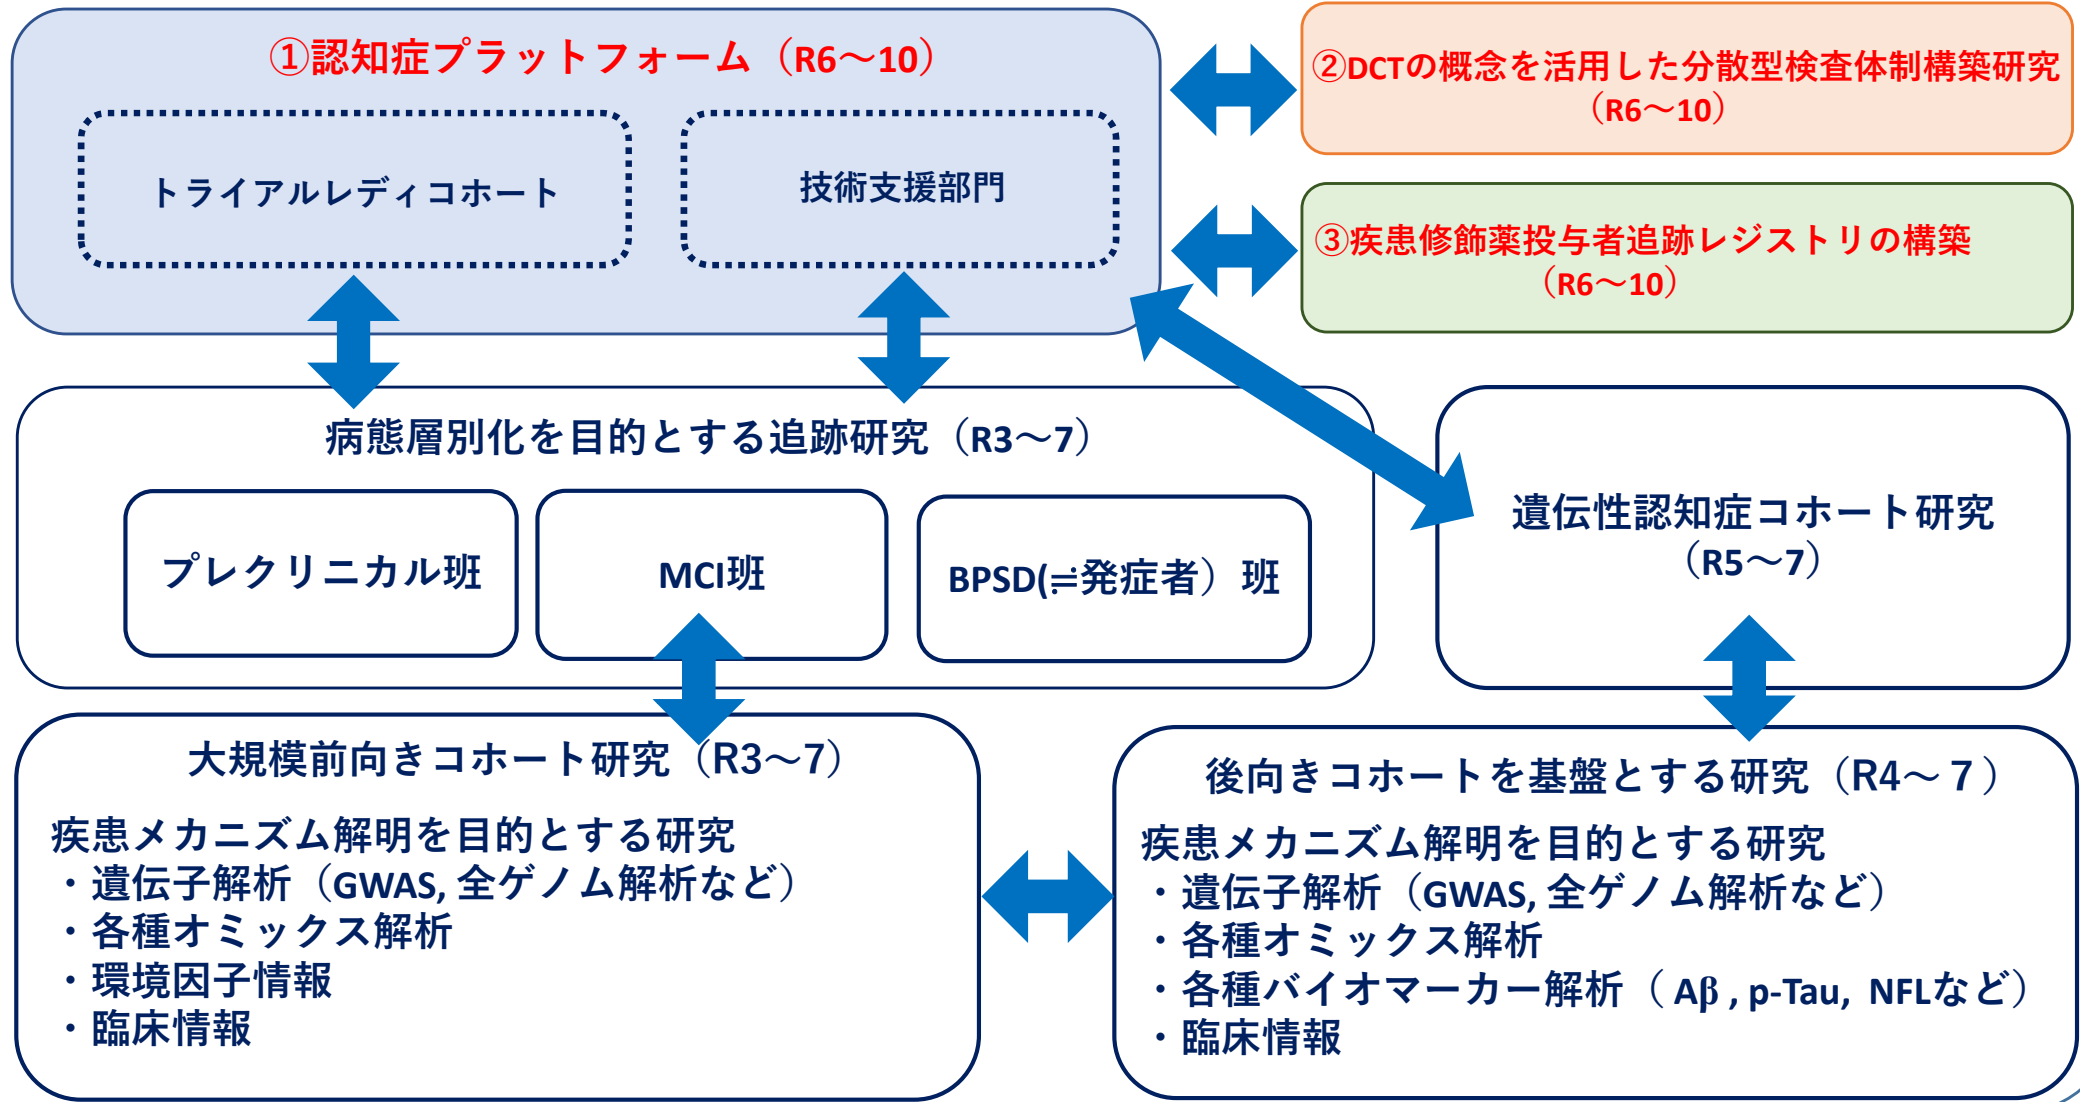 ①認知症プラットフォーム（R6～10）
トライアルレディコホート
技術支援部門
②DCTの概念を活用した分散型検査体制構築研究
（R6～10）
③疾患修飾薬投与者追跡レジストリの構築
（R6～10）
病態層別化を目的とする追跡研究（R3～7）
プレクリニカル班
MCI班
BPSD(≓発症者）班
遺伝性認知症コホート研究
（R5～7）
大規模前向きコホート研究（R3～7）
疾患メカニズム解明を目的とする研究
・遺伝子解析（GWAS, 全ゲノム解析など）
・各種オミックス解析
・環境因子情報
・臨床情報
後向きコホートを基盤とする研究（R4～７）
疾患メカニズム解明を目的とする研究
・遺伝子解析（GWAS, 全ゲノム解析など）
・各種オミックス解析
・各種バイオマーカー解析（ Aβ , p-Tau,  NFLなど）
・臨床情報